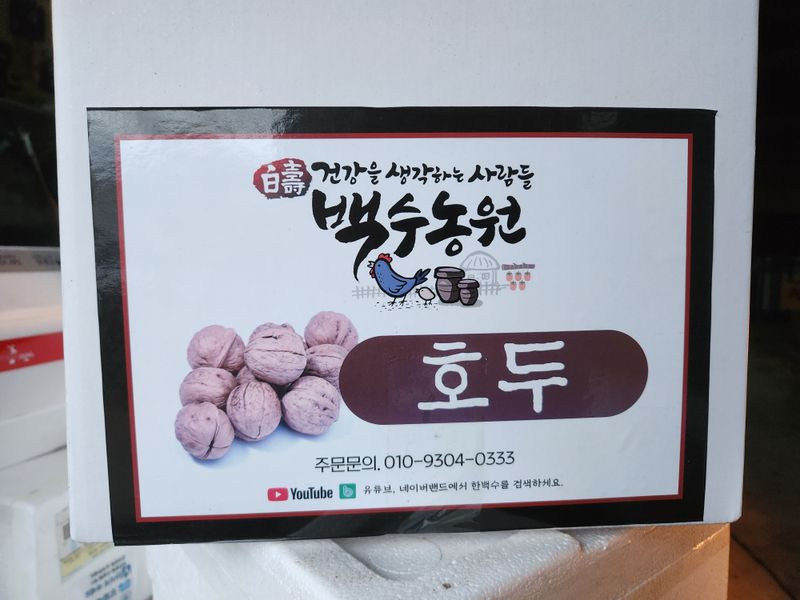 白壽 건강을 생각하는 사람들
백수농원
호두
주문문의. 010-9304-0333
YouTube 유튜브, 네이버밴드에서 한백수를 검색하세요.